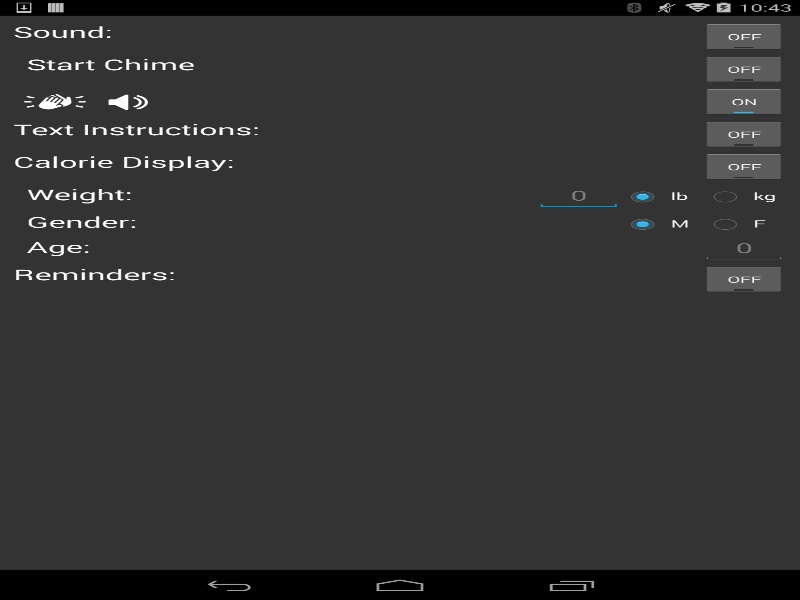 10:43
Sound: OFF
Start Chime OFF
ON
Text Instructions: OFF
Calorie Display: OFF
Weight: 0 lb kg
Gender: M F
Age: 0
Reminders: OFF